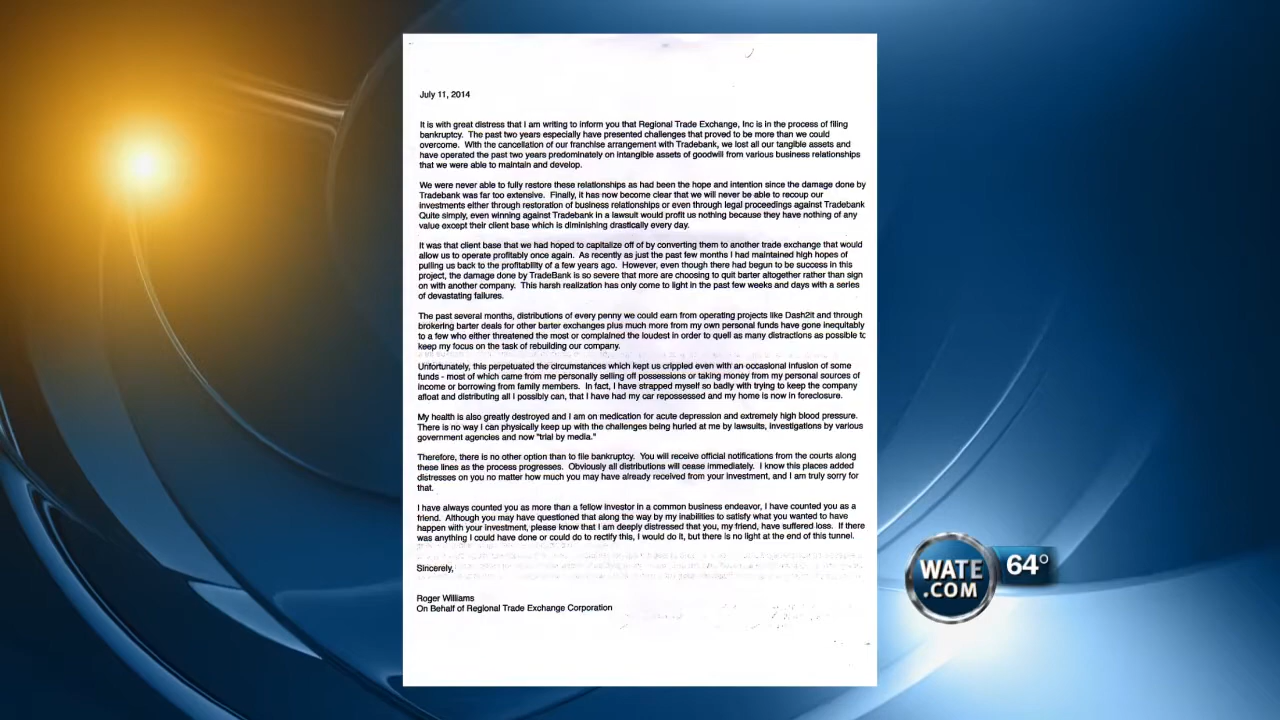 July 11, 2014
It is with great distress that I am writing to inform you that Regional Trade Exchange, Inc is in the process of filing
bankruptcy. The past two years especially have presented challenges that proved to be more than we could
overcome. With the cancellation of our franchise arrangement with Tradebank, we lost all our tangible assets and
have operated the past two years predominately on intangible assets of goodwill from various business relationships
that we were able to maintain and develop.
We were never able to fully restore these relationships as had been the hope and intention since the damage done by
Tradebank was far too extensive. Finally, it has now become clear that we will never be able to recoup our
investments either through restoration of business relationships or even through legal proceedings against Tradebank
Quite simply, even winning against Tradebank in a lawsuit would profit us nothing because they have nothing of any
value except their client base which is diminishing drastically every day.
It was that client base that we had hoped to capitalize off of by converting them to another trade exchange that would
allow us to operate profitably once again. As recently as just the past few months I had maintained high hopes of
pulling us back to the profitability of a few years ago. However, even though there had begun to be success in this
project, the damage done by TradeBank is so severe that more are choosing to quit barter altogether rather than sign
on with another company. This harsh realization has only come to light in the past few weeks and days with a series
of devastating failures.
The past several months, distributions of every penny we could earn from operating projects like Dash2it and through
brokering barter deals for other barter exchanges plus much more from my own personal funds have gone inequitably
to a few who either threatened the most or complained the loudest in order to quell as many distractions as possible to
keep my focus on the task of rebuilding our company.
Unfortunately, this perpetuated the circumstances which kept us crippled even with an occasional infusion of some
funds - most of which came from me personally selling off possessions or taking money from my personal sources of
income or borrowing from family members. In fact, I have strapped myself so badly with trying to keep the company
afloat and distributing all I possibly can, that I have had my car repossessed and my home is now in foreclosure.
My health is also greatly destroyed and I am on medication for acute depression and extremely high blood pressure.
There is no way I can physically keep up with the challenges being hurled at me by lawsuits, investigations by various
government agencies and now "trial by media."
Therefore, there is no other option than to file bankruptcy. You will receive official notifications from the courts along
these lines as the process progresses. Obviously all distributions will cease immediately. I know this places added
distresses on you no matter how much you may have already received from your investment, and I am truly sorry for
that.
I have always counted you as more than a fellow investor in a common business endeavor, I have counted you as a
friend. Although you may have questioned that along the way by my inabilities to satisfy what you wanted to have
happen with your investment, please know that I am deeply distressed that you, my friend, have suffered loss. If there
was anything I could have done or could do to rectify this, I would do it, but there is no light at the end of this tunnel.
Sincerely,
Roger Williams
On Behalf of Regional Trade Exchange Corporation
WATE
.COM
64°